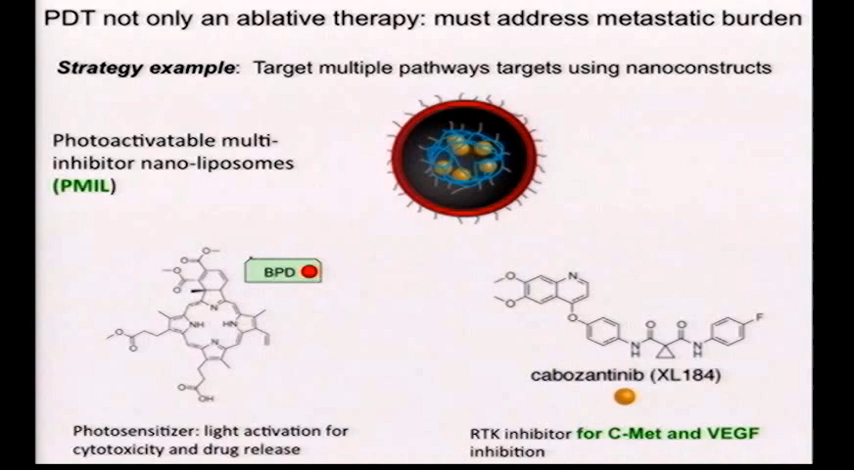 PDT not only an ablative therapy: must address metastatic burden
Strategy example: Target multiple pathways targets using nanoconstructs
Photoactivatable multi-
inhibitor nano-liposomes
(PMIL)
BPD
cabozantinib (XL184)
Photosensitizer: light activation for
cytotoxicity and drug release
RTK inhibitor for C-Met and VEGF
inhibition